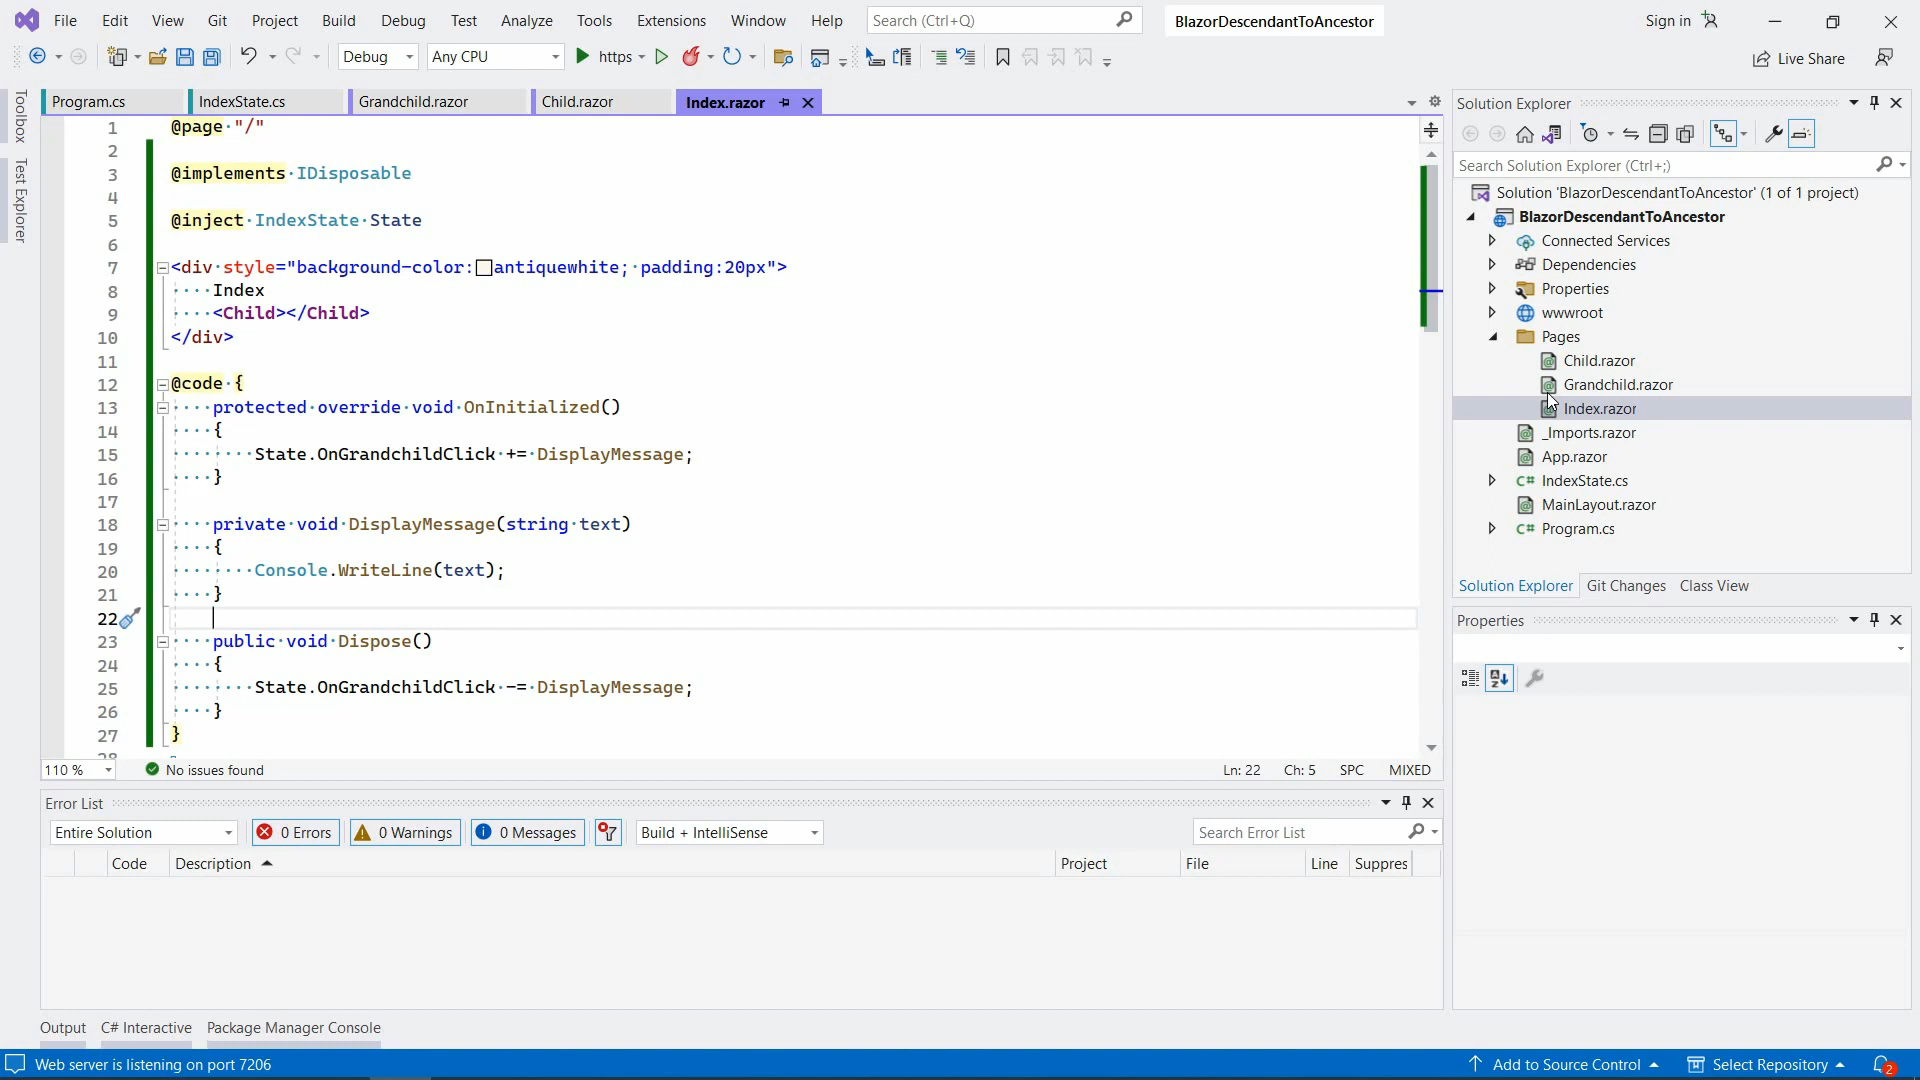 File Edit View Git Project Build Debug Test Analyze Tools Extensions Window Help Search (Ctrl+Q) BlazorDescendantToAncestor Sign in
Debug Any CPU https Live Share
Toolbox
Test Explorer
Program.cs IndexState.cs Grandchild.razor Child.razor Index.razor
1 @page "/"
2
3 @implements IDisposable
4
5 @inject IndexState State
6
7 <div style="background-color:antiquewhite; padding:20px">
8 Index
9 <Child></Child>
10 </div>
11
12 @code {
13 protected override void OnInitialized()
14 {
15 State.OnGrandchildClick += DisplayMessage;
16 }
17
18 private void DisplayMessage(string text)
19 {
20 Console.WriteLine(text);
21 }
22
23 public void Dispose()
24 {
25 State.OnGrandchildClick -= DisplayMessage;
26 }
27 }
110 % No issues found Ln: 22 Ch: 5 SPC MIXED
Error List
Entire Solution 0 Errors 0 Warnings 0 Messages Build + IntelliSense Search Error List
Code Description Project File Line Suppres
Output C# Interactive Package Manager Console
Solution Explorer
Search Solution Explorer (Ctrl+;)
Solution 'BlazorDescendantToAncestor' (1 of 1 project)
BlazorDescendantToAncestor
Connected Services
Dependencies
Properties
wwwroot
Pages
Child.razor
Grandchild.razor
Index.razor
_Imports.razor
App.razor
C# IndexState.cs
MainLayout.razor
C# Program.cs
Solution Explorer Git Changes Class View
Properties
Web server is listening on port 7206 Add to Source Control Select Repository 2